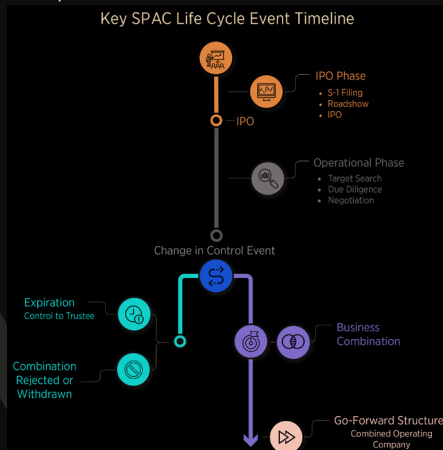 Key SPAC Life Cycle Event Timeline
IPO Phase
• S-1 Filing
• Roadshow
• IPO
IPO
Operational Phase
• Target Search
• Due Diligence
• Negotiation
Change in Control Event
Expiration
Control to Trustee
Combination
Rejected or
Withdrawn
Business
Combination
Go-Forward Structure
Combined Operating
Company